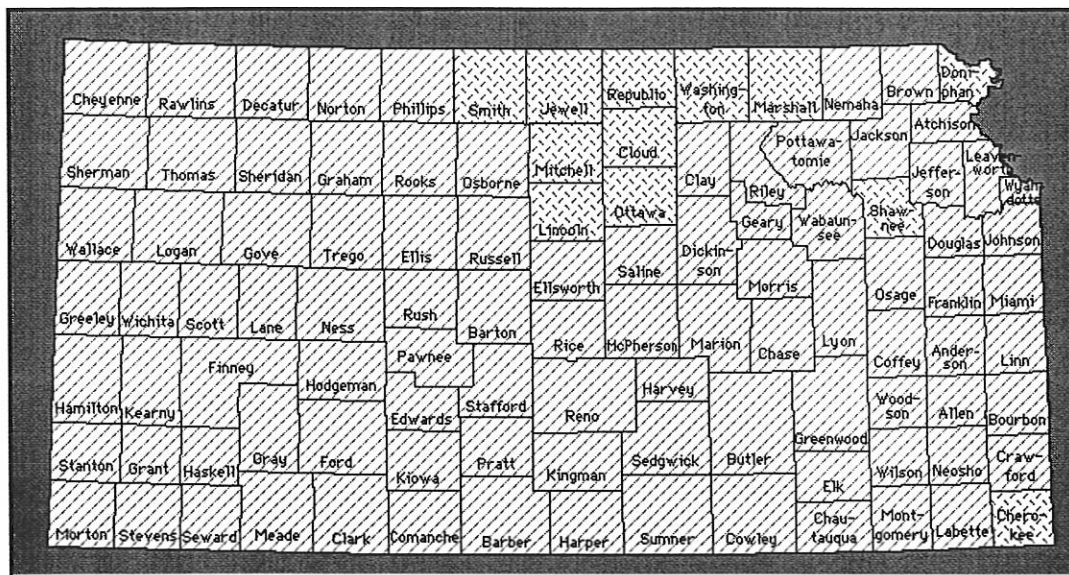 Cheyenne
Rawlins
Decatur
Norton
Phillips
Smith
Jewell
Republic
Washing-
ton
Marshall
Nemaha
Brown
Doni-
phan
Sherman
Thomas
Sheridan
Graham
Rooks
Osborne
Mitchell
Cloud
Clay
Riley
Pottawa-
tomie
Jackson
Atchison
Jeffer-
son
Leaven-
worth
Wyan
dotte
Wallace
Logan
Gove
Trego
Ellis
Russell
Lincoln
Ottawa
Saline
Dickin-
son
Geary
Wabaun-
see
Shaw-
nee
Douglas
Johnson
Ellsworth
Morris
Osage
Franklin
Miami
Greeley
Wichita
Scott
Lane
Ness
Rush
Barton
Rice
McPherson
Marion
Chase
Lyon
Coffey
Ander-
son
Linn
Hamilton
Kearny
Finney
Hodgeman
Pawnee
Edwards
Stafford
Reno
Harvey
Greenwood
Wood-
son
Allen
Bourbon
Stanton
Grant
Haskell
Gray
Ford
Kiowa
Pratt
Kingman
Sedgwick
Butler
Elk
Wilson
Neosho
Craw-
ford
Morton
Stevens
Seward
Meade
Clark
Comanche
Barber
Harper
Sumner
Cowley
Chau-
tauqua
Mont-
gomery
Labette
Chero-
kee